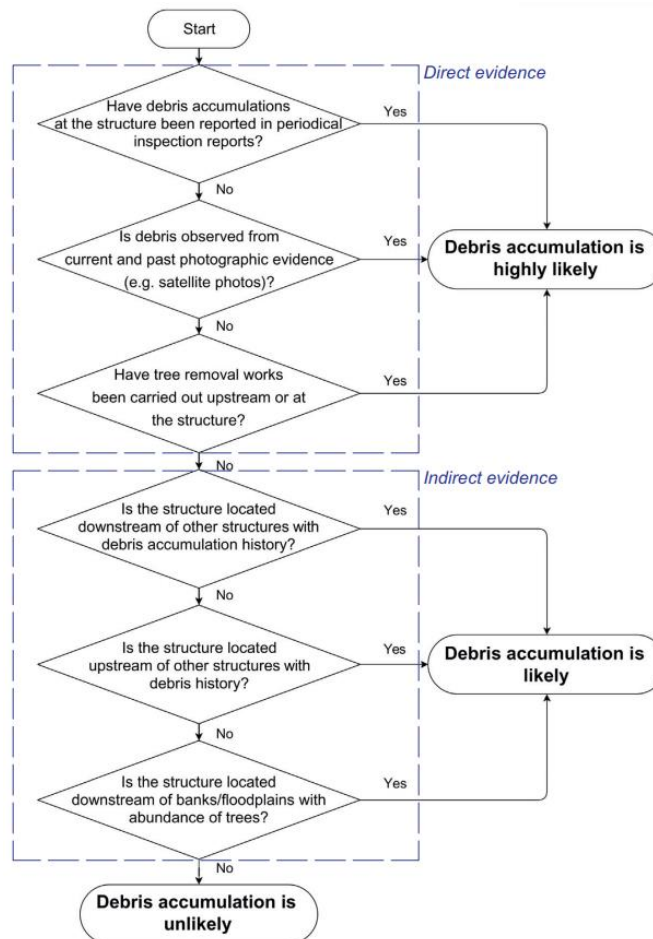 Start
Direct evidence
Have debris accumulations
at the structure been reported in periodical
inspection reports?
Yes
No
Is debris observed from
current and past photographic evidence
(e.g. satellite photos)?
Yes
Debris accumulation is
highly likely
No
Have tree removal works
been carried out upstream or at
the structure?
Yes
No
Indirect evidence
Is the structure located
downstream of other structures with
debris accumulation history?
Yes
No
Is the structure located
upstream of other structures with
debris history?
Yes
Debris accumulation is
likely
No
Is the structure located
downstream of banks/floodplains with
abundance of trees?
Yes
No
Debris accumulation is
unlikely